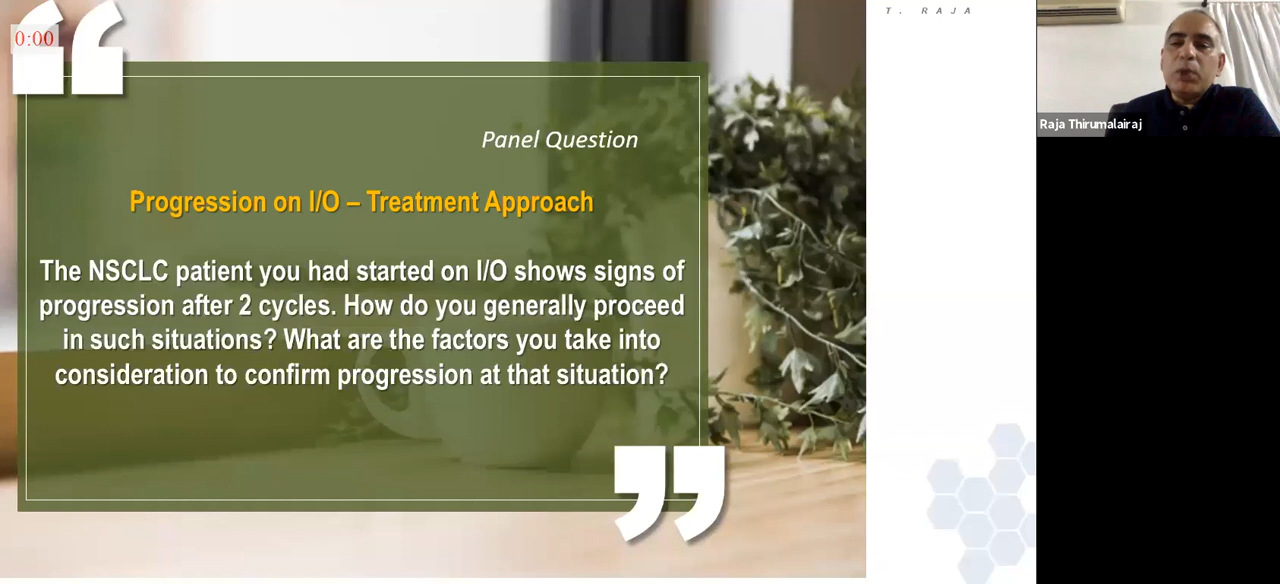 0:00
T. RAJA
Panel Question
Progression on I/O – Treatment Approach
The NSCLC patient you had started on I/O shows signs of
progression after 2 cycles. How do you generally proceed
in such situations? What are the factors you take into
consideration to confirm progression at that situation?
Raja Thirumalairaj